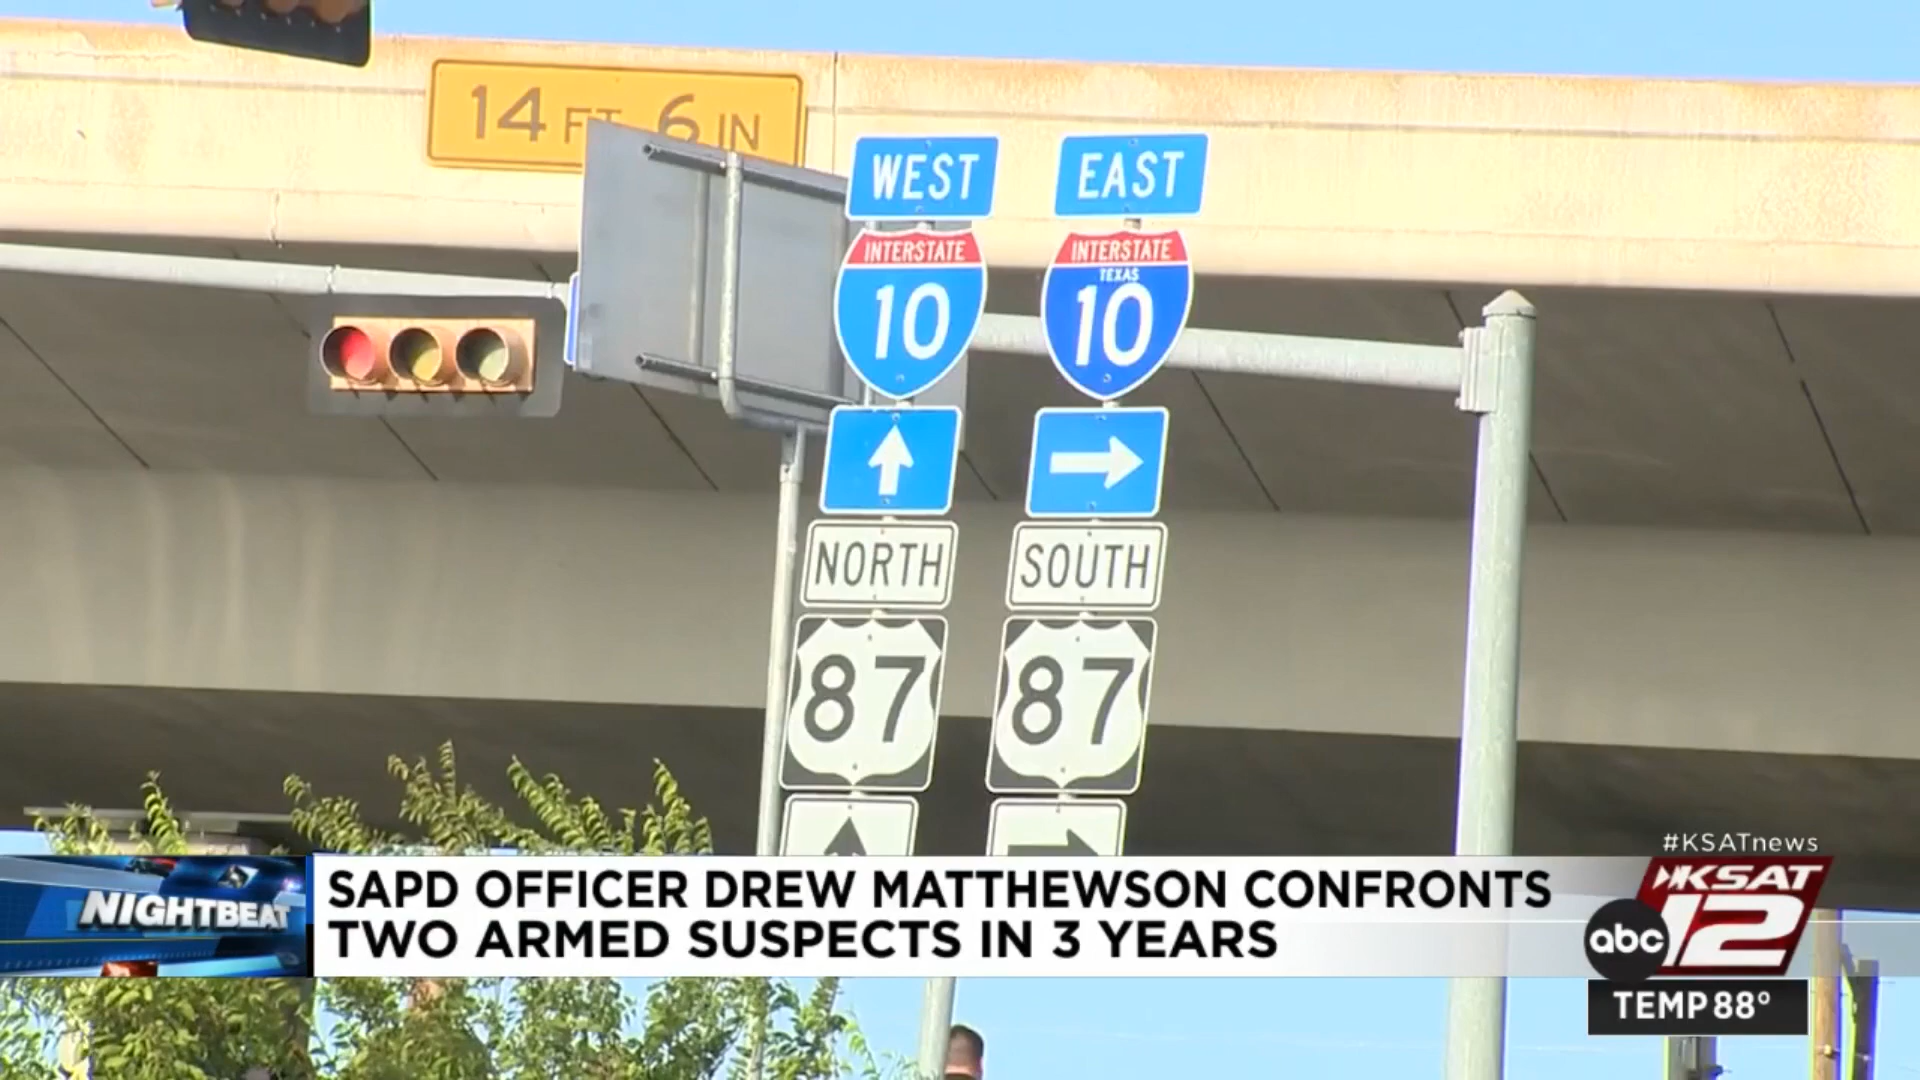 14 FT 6 IN
WEST
EAST
INTERSTATE
10
INTERSTATE
TEXAS
10
NORTH
SOUTH
87
87
#KSATnews
NIGHTBEAT
SAPD OFFICER DREW MATTHEWSON CONFRONTS
TWO ARMED SUSPECTS IN 3 YEARS
KSAT
12
abc
TEMP 88°